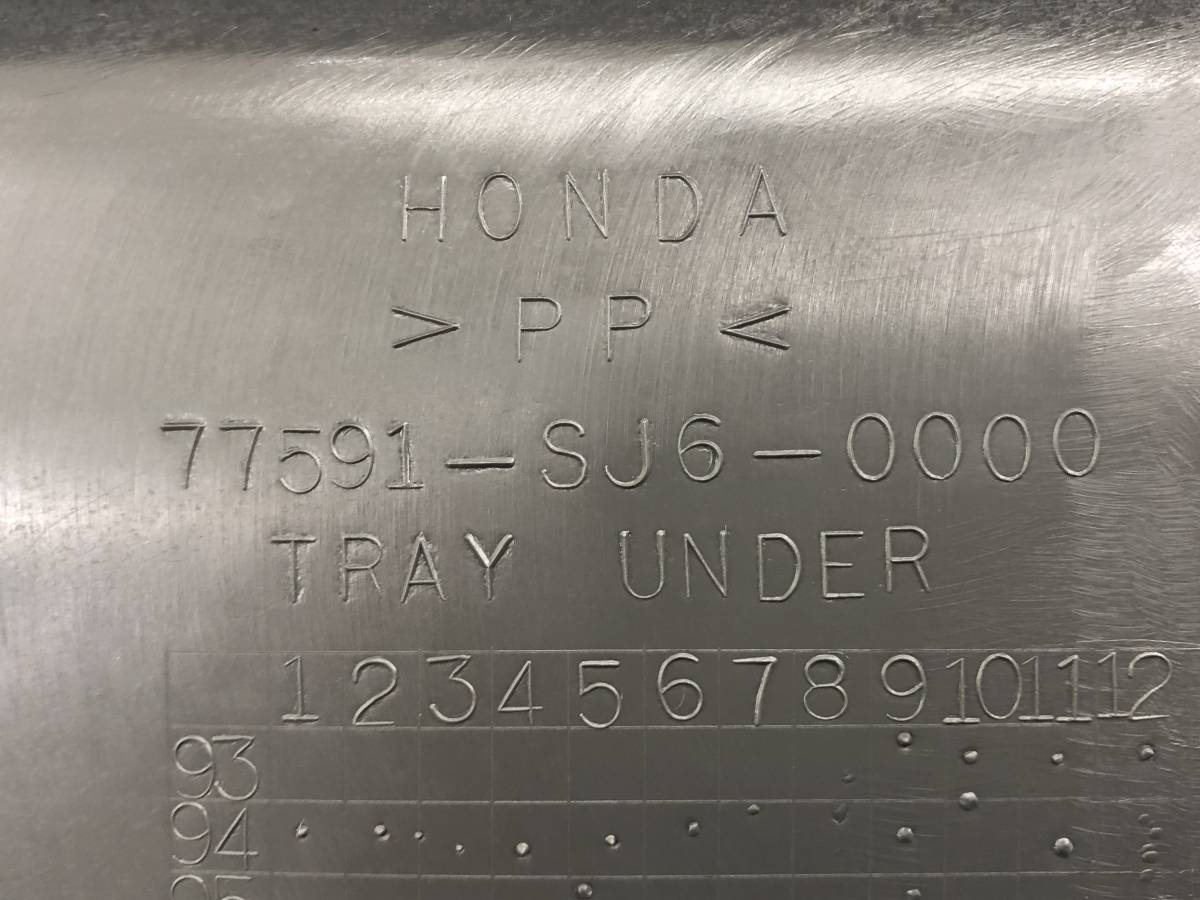 HONDA
>PP<
77591-SJ6-0000
TRAY UNDER
1 2 3 4 5 6 7 8 9 10 11 12
93
94
95